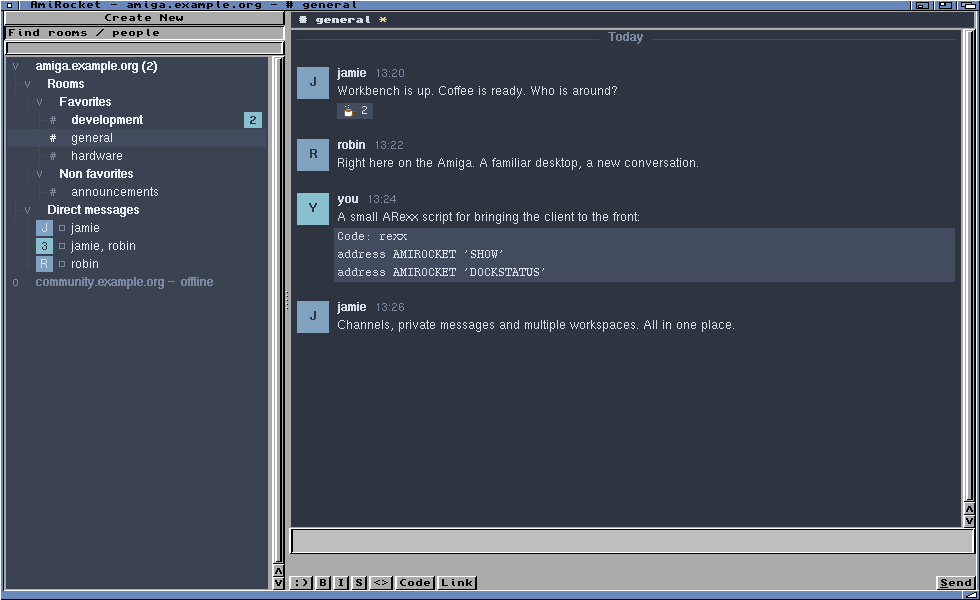 AmiRocket – amiga.example.org – # general
Create New
Find rooms / people
amiga.example.org (2)
Rooms
Favorites
# development 2
# general
# hardware
Non favorites
# announcements
Direct messages
J jamie
3 jamie, robin
R robin
community.example.org – offline
# general *
Today
J
jamie 13:20
Workbench is up. Coffee is ready. Who is around?
2
R
robin 13:22
Right here on the Amiga. A familiar desktop, a new conversation.
Y
you 13:24
A small ARexx script for bringing the client to the front:
Code: rexx
address AMIROCKET 'SHOW'
address AMIROCKET 'DOCKSTATUS'
J
jamie 13:26
Channels, private messages and multiple workspaces. All in one place.
:) B I S <> Code Link Send